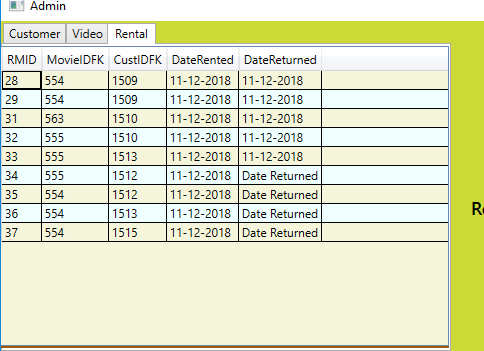 Admin
Customer Video Rental
RMID MovieIDFK CustIDFK DateRented DateReturned
28 554 1509 11-12-2018 11-12-2018
29 554 1509 11-12-2018 11-12-2018
31 563 1510 11-12-2018 11-12-2018
32 555 1510 11-12-2018 11-12-2018
33 555 1513 11-12-2018 11-12-2018
34 555 1512 11-12-2018 Date Returned
35 554 1512 11-12-2018 Date Returned
36 554 1513 11-12-2018 Date Returned
37 554 1515 11-12-2018 Date Returned